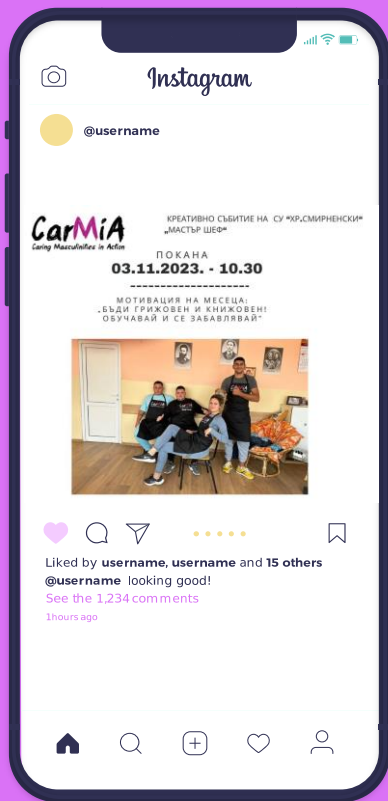 Instagram
@username
CarMiA
Caring Masculinities in Action
КРЕАТИВНО СЪБИТИЕ НА СУ "ХР.СМИРНЕНСКИ"
„МАСТЪР ШЕФ"
ПОКАНА
03.11.2023. - 10.30
--------------------
МОТИВАЦИЯ НА МЕСЕЦА:
„БЪДИ ГРИЖОВЕН И КНИЖОВЕН!
ОБУЧАВАЙ И СЕ ЗАБАВЛЯВАЙ"
Liked by username, username and 15 others
@username looking good!
See the 1,234 comments
1hours ago